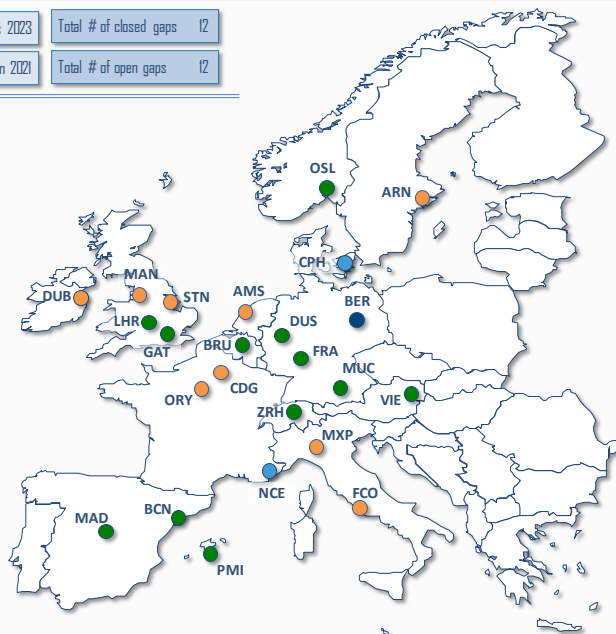 2023
Total # of closed gaps 12
2021
Total # of open gaps 12
OSL
ARN
CPH
MAN
DUB
STN
AMS
BER
LHR
DUS
GAT
BRU
FRA
MUC
CDG
ORY
VIE
ZRH
MXP
NCE
FCO
BCN
MAD
PMI